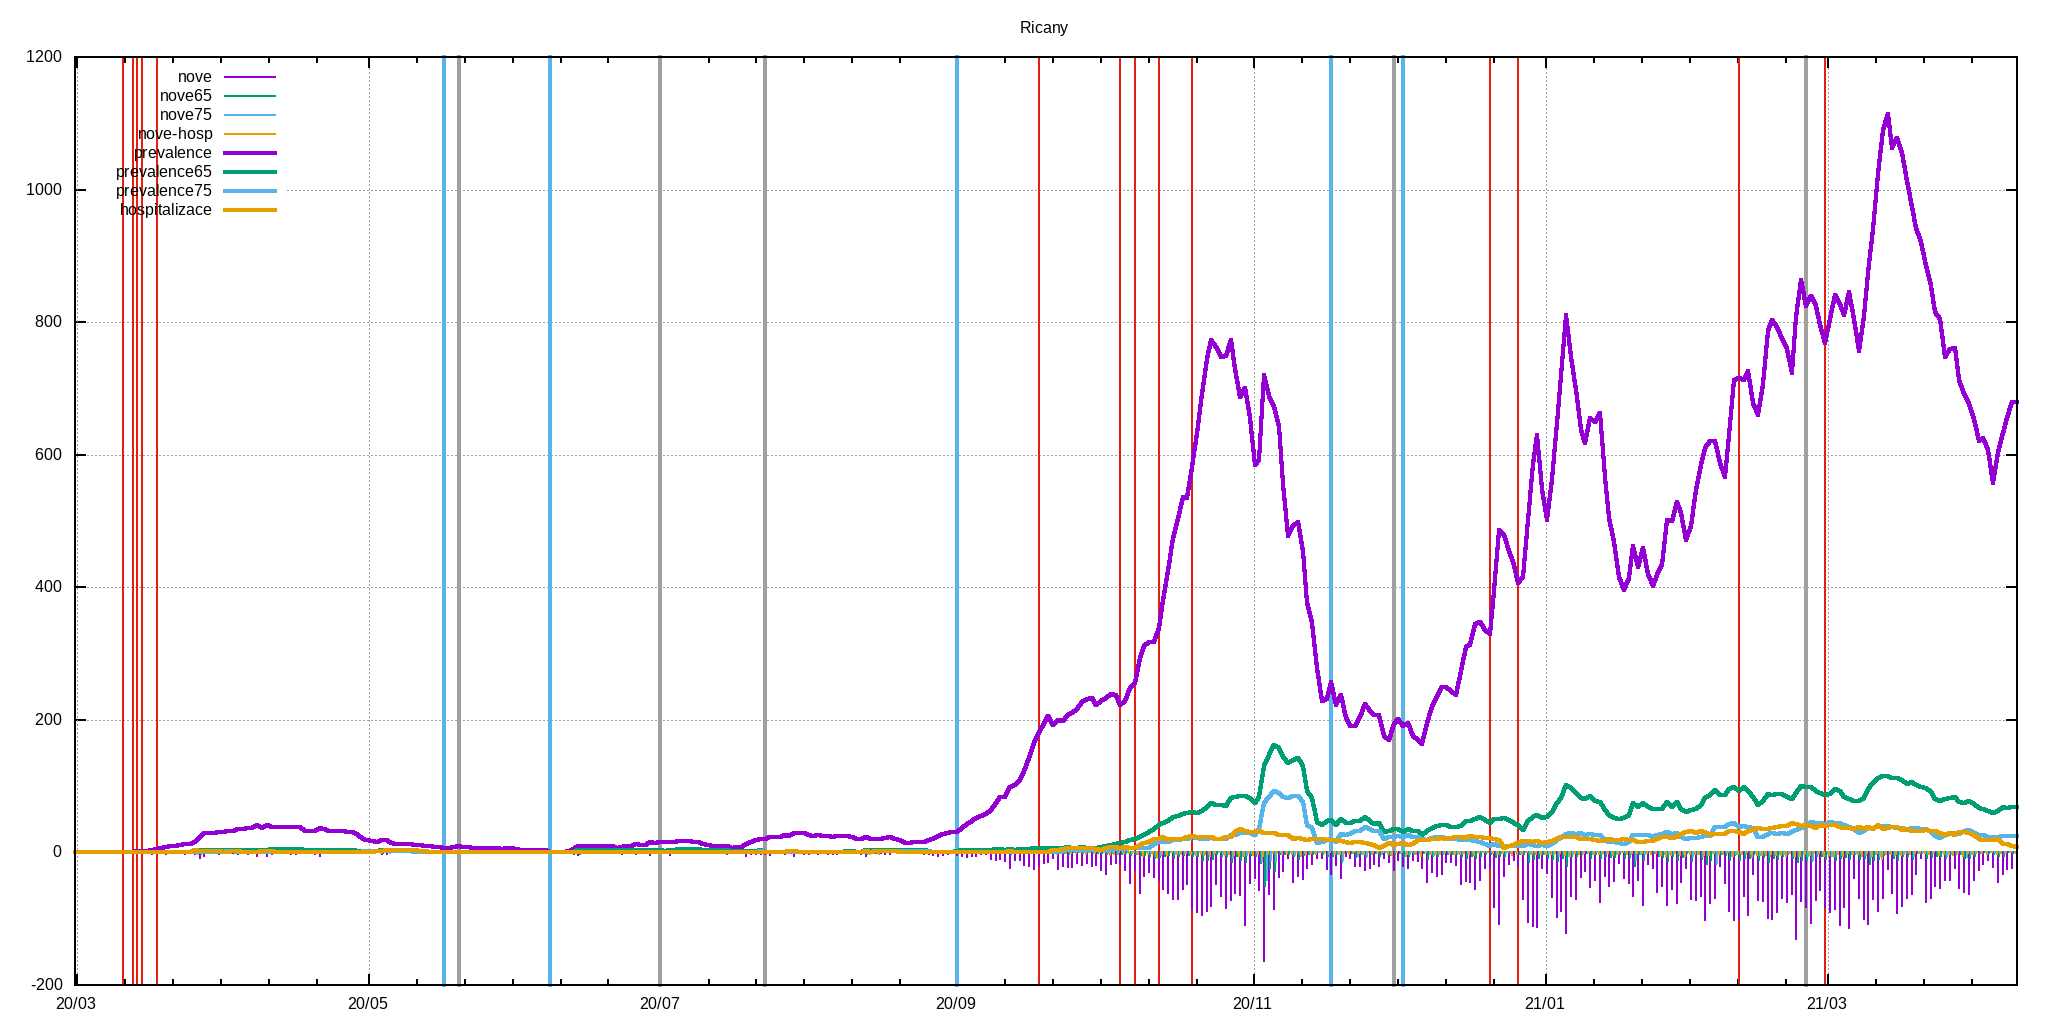 Ricany
1200
1000
800
600
400
200
0
-200
nove
nove65
nove75
nove-hosp
prevalence
prevalence65
prevalence75
hospitalizace
20/03 20/05 20/07 20/09 20/11 21/01 21/03